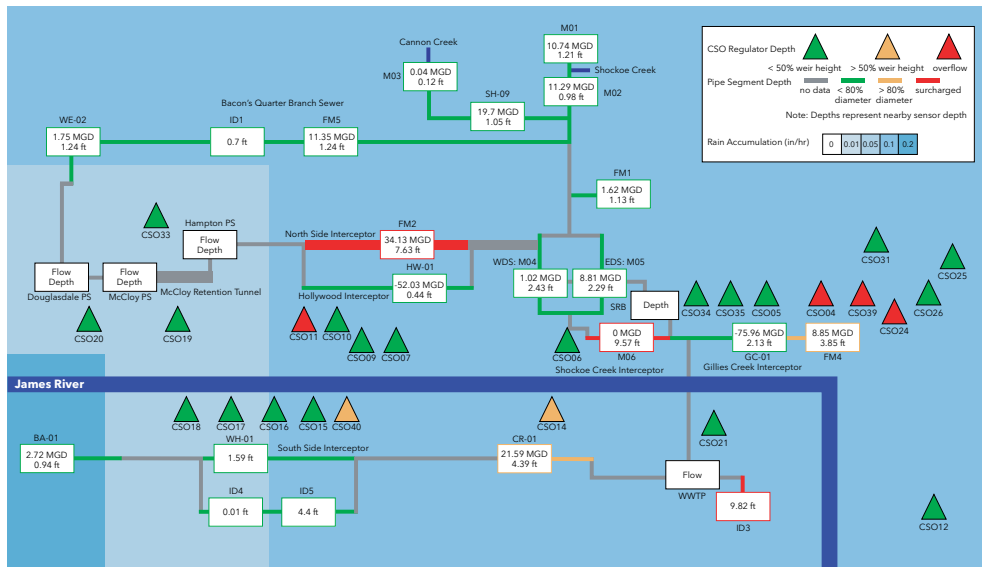 M01
10.74 MGD
1.21 ft
Cannon Creek
M03
0.04 MGD
0.12 ft
Shockoe Creek
11.29 MGD
0.98 ft
M02
SH-09
19.7 MGD
1.05 ft
Bacon's Quarter Branch Sewer
WE-02
1.75 MGD
1.24 ft
ID1
0.7 ft
FM5
11.35 MGD
1.24 ft
CSO Regulator Depth
< 50% weir height
> 50% weir height
overflow
Pipe Segment Depth
no data
< 80%
diameter
> 80%
diameter
surcharged
Note: Depths represent nearby sensor depth
Rain Accumulation (in/hr)
0
0.01
0.05
0.1
0.2
FM1
1.62 MGD
1.13 ft
CSO33
Hampton PS
Flow
Depth
North Side Interceptor
FM2
34.13 MGD
7.63 ft
HW-01
-52.03 MGD
0.44 ft
Hollywood Interceptor
WDS: M04
1.02 MGD
2.43 ft
EDS: M05
8.81 MGD
2.29 ft
SRB
Depth
Flow
Depth
Douglasdale PS
Flow
Depth
McCloy PS
McCloy Retention Tunnel
CSO31
CSO25
CSO26
CSO34
CSO35
CSO05
CSO04
CSO39
CSO24
CSO20
CSO19
CSO11
CSO10
CSO09
CSO07
CSO06
0 MGD
9.57 ft
M06
Shockoe Creek Interceptor
-75.96 MGD
2.13 ft
GC-01
Gillies Creek Interceptor
8.85 MGD
3.85 ft
FM4
James River
CSO18
CSO17
CSO16
CSO15
CSO40
CSO14
CSO21
BA-01
2.72 MGD
0.94 ft
WH-01
1.59 ft
South Side Interceptor
CR-01
21.59 MGD
4.39 ft
ID4
0.01 ft
ID5
4.4 ft
Flow
WWTP
9.82 ft
ID3
CSO12